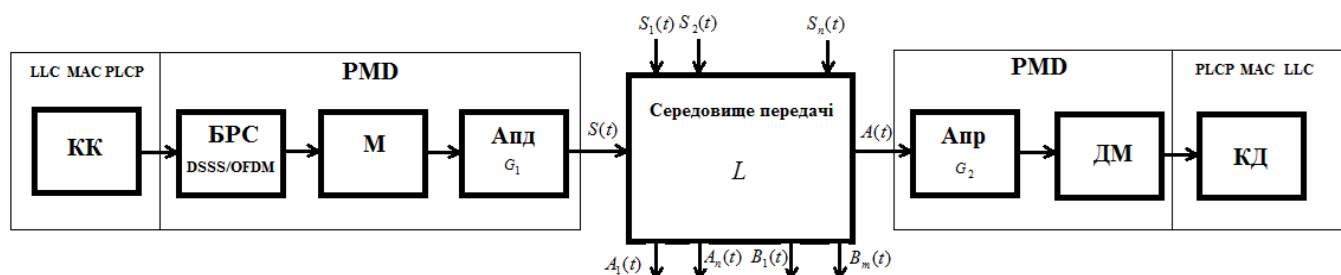 S₁(t) S₂(t) Sₙ(t)
LLC MAC PLCP
PMD
PMD
PLCP MAC LLC
Середовище передачі
КК
БРС
DSSS/OFDM
М
Апд
G₁
S(t)
L
A(t)
Апр
G₂
ДМ
КД
A₁(t) Aₙ(t) B₁(t) Bₘ(t)